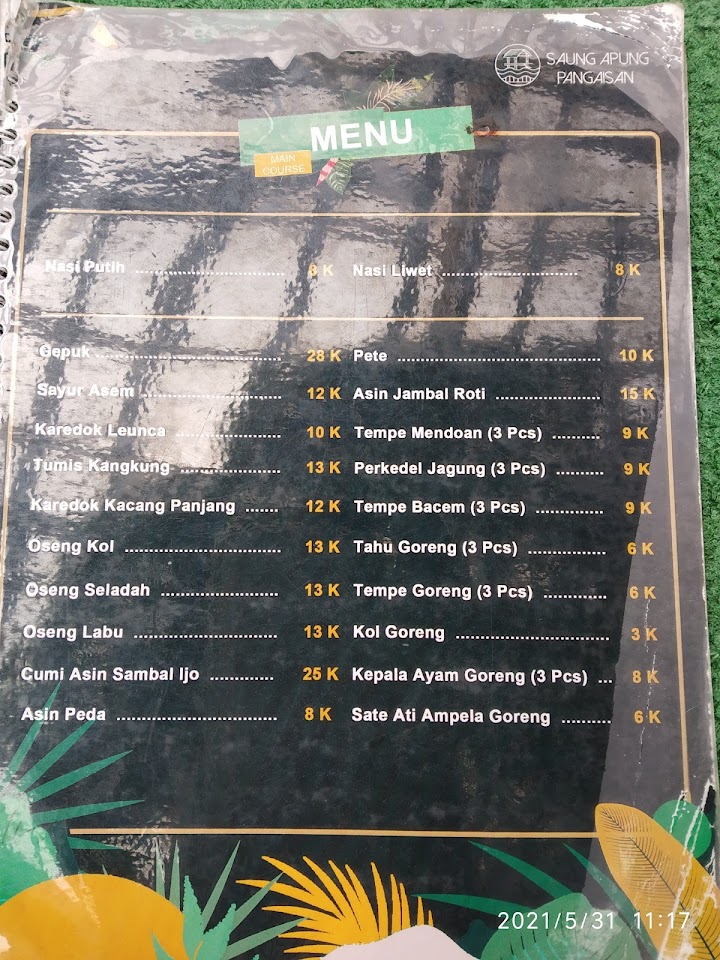 SAUNG APUNG
PANGAISAN
MENU
MAIN
COURSE
Nasi Putih ........................ 8 K
Nasi Liwet ...................... 8 K
Gepuk ............................... 28 K
Pete .................................. 10 K
Sayur Asem ...................... 12 K
Asin Jambal Roti ................. 15 K
Karedok Leunca ................. 10 K
Tempe Mendoan (3 Pcs) .......... 9 K
Tumis Kangkung ................ 13 K
Perkedel Jagung (3 Pcs) .......... 9 K
Karedok Kacang Panjang ....... 12 K
Tempe Bacem (3 Pcs) .............. 9 K
Oseng Kol .......................... 13 K
Tahu Goreng (3 Pcs) ................ 6 K
Oseng Seladah ................... 13 K
Tempe Goreng (3 Pcs) ............. 6 K
Oseng Labu ........................ 13 K
Kol Goreng .......................... 3 K
Cumi Asin Sambal Ijo ............. 25 K
Kepala Ayam Goreng (3 Pcs) ... 8 K
Asin Peda .......................... 8 K
Sate Ati Ampela Goreng .......... 6 K
2021/5/31 11:17